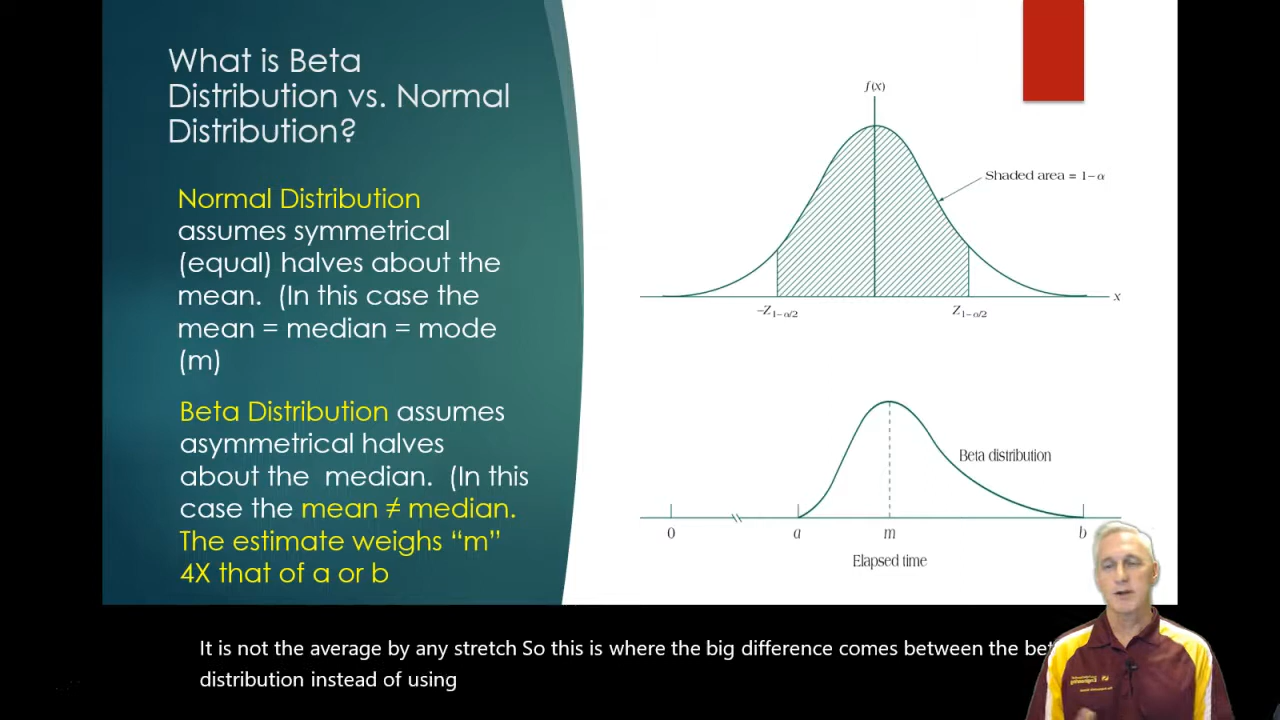 What is Beta
Distribution vs. Normal
Distribution?
Normal Distribution
assumes symmetrical
(equal) halves about the
mean. (In this case the
mean = median = mode
(m)
Beta Distribution assumes
asymmetrical halves
about the median. (In this
case the mean ≠ median.
The estimate weighs “m”
4X that of a or b
f(x)
Shaded area = 1−α
−Z1−α/2
Z1−α/2
x
Beta distribution
0
a
m
b
Elapsed time
It is not the average by any stretch So this is where the big difference comes between the be
distribution instead of using